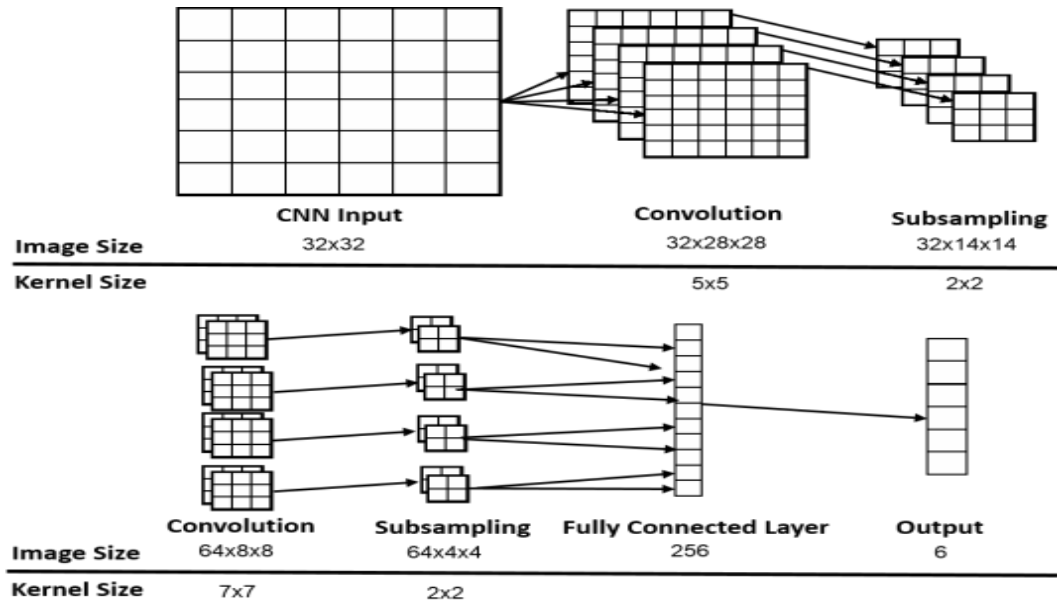 CNN Input Convolution Subsampling
Image Size 32x32 32x28x28 32x14x14
Kernel Size 5x5 2x2
Convolution Subsampling Fully Connected Layer Output
Image Size 64x8x8 64x4x4 256 6
Kernel Size 7x7 2x2